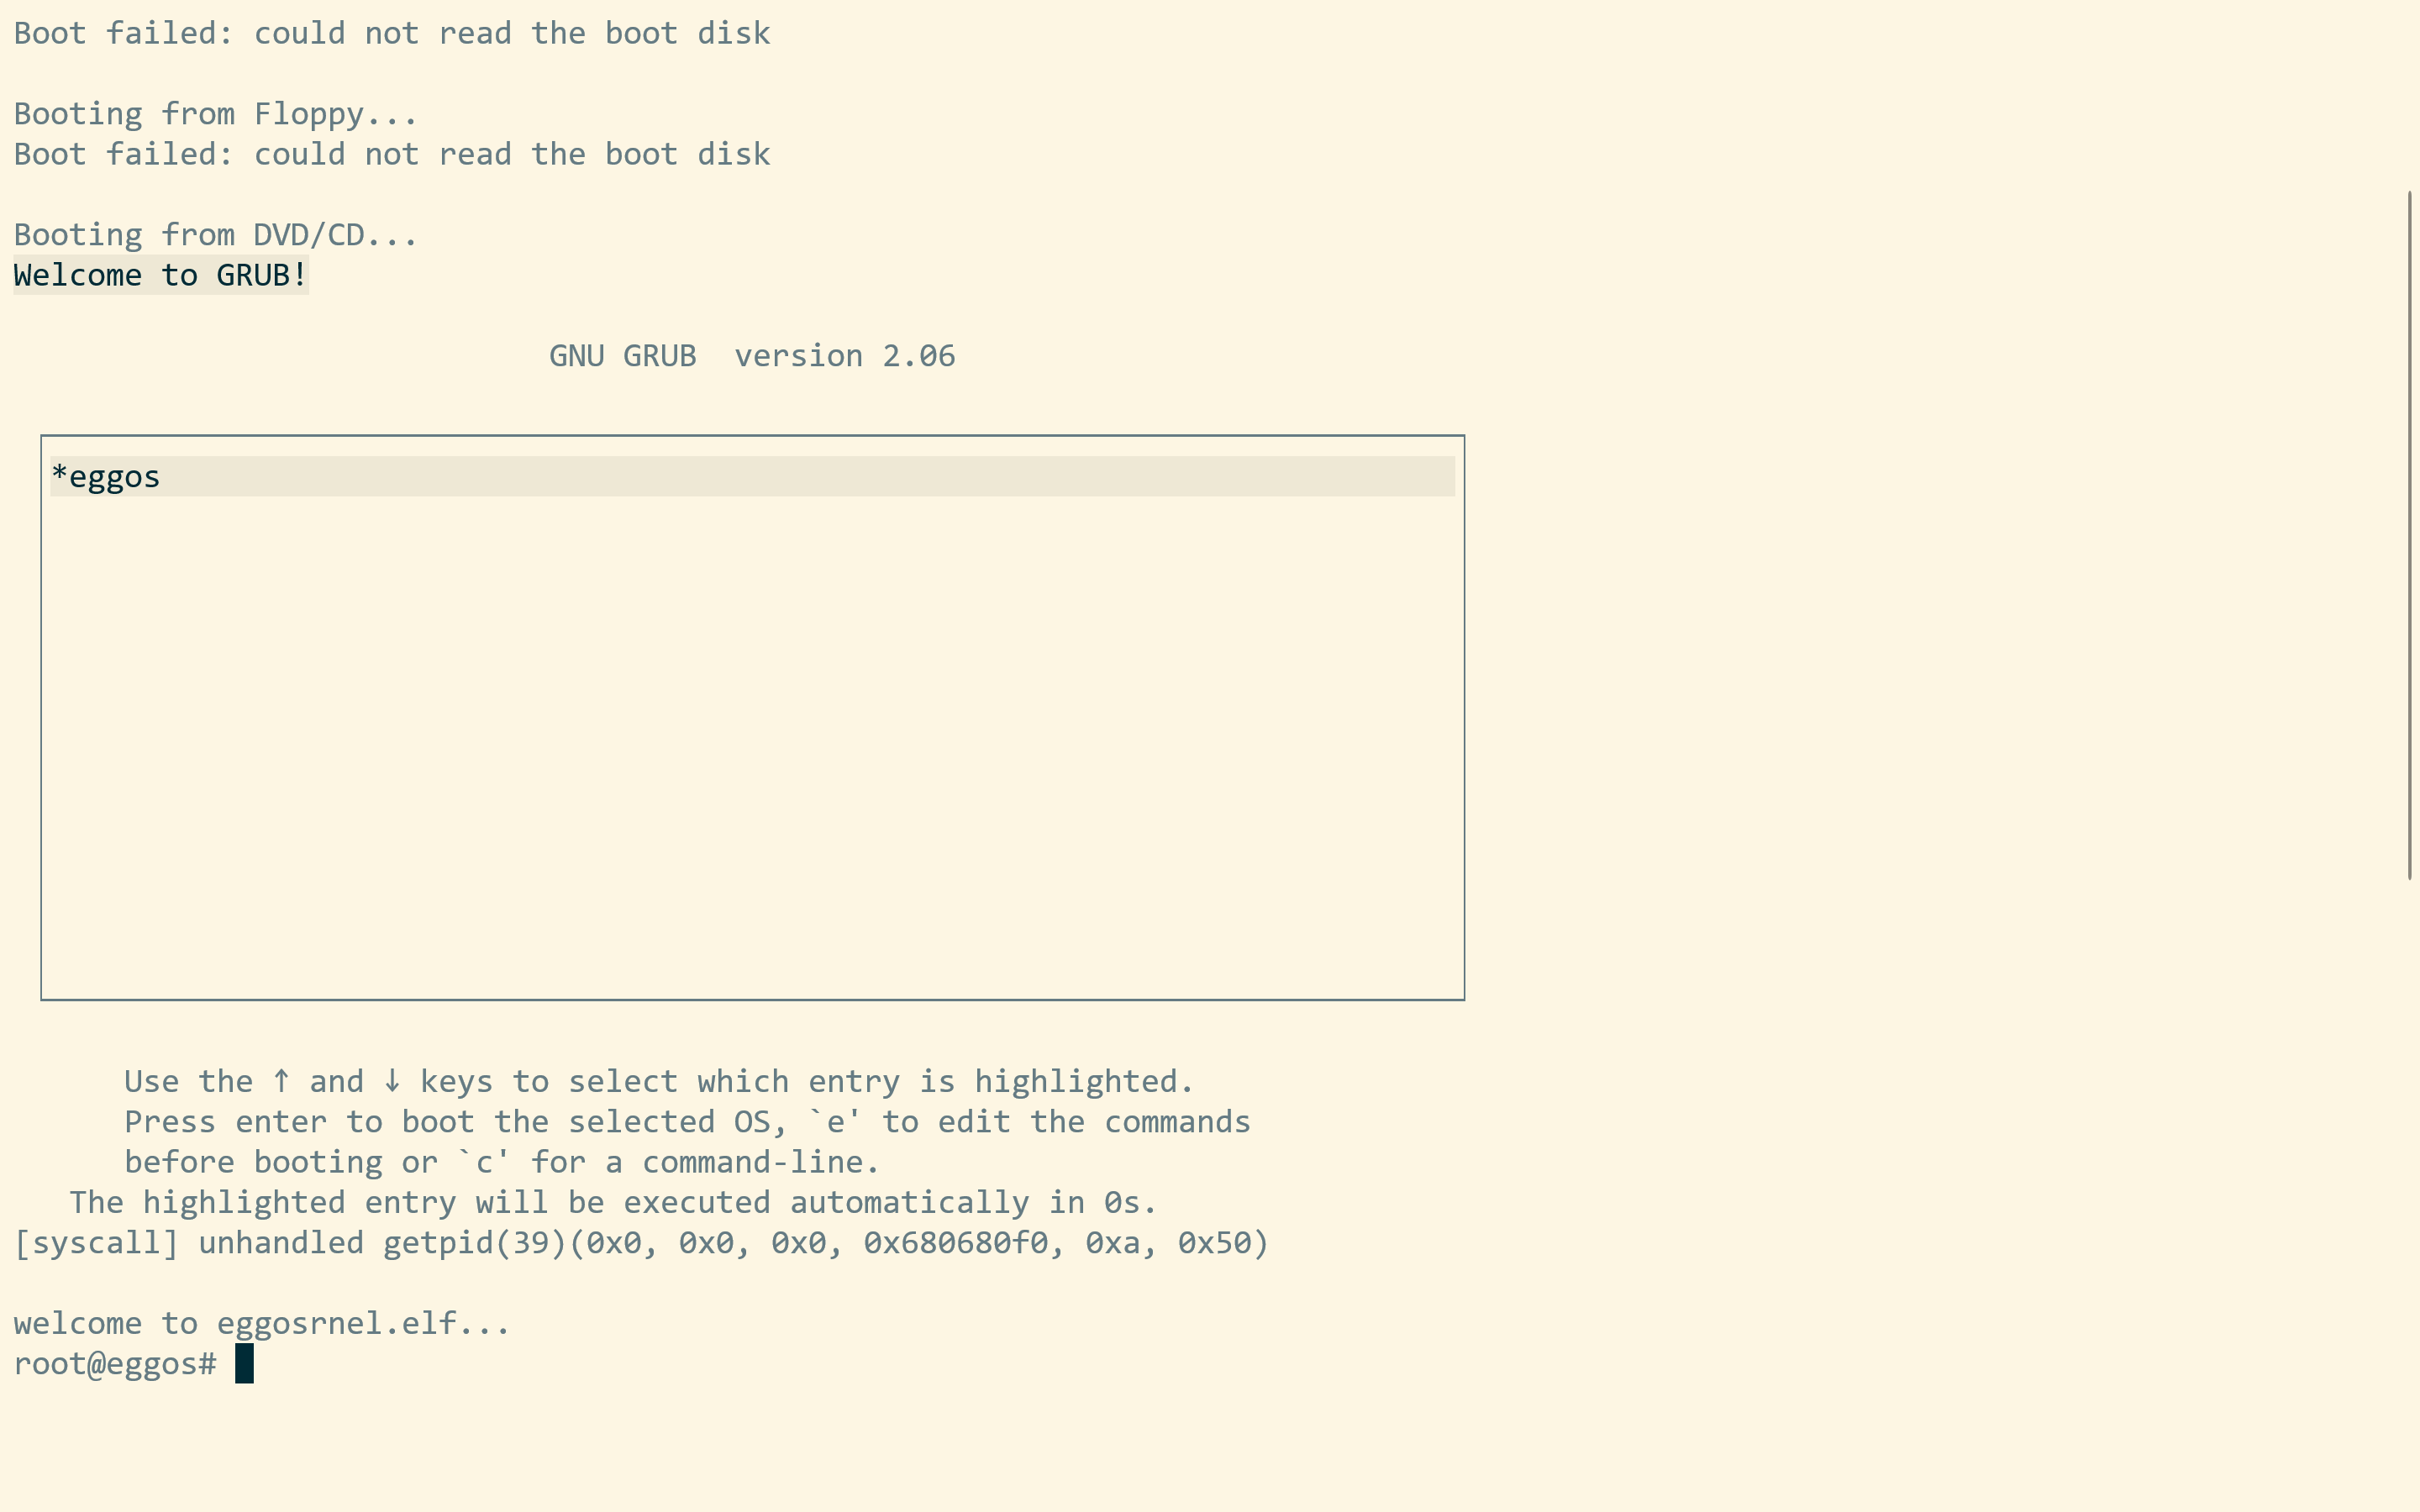 Boot failed: could not read the boot disk
Booting from Floppy...
Boot failed: could not read the boot disk
Booting from DVD/CD...
Welcome to GRUB!
GNU GRUB  version 2.06
*eggos
Use the ↑ and ↓ keys to select which entry is highlighted.
Press enter to boot the selected OS, `e' to edit the commands
before booting or `c' for a command-line.
The highlighted entry will be executed automatically in 0s.
[syscall] unhandled getpid(39)(0x0, 0x0, 0x0, 0x680680f0, 0xa, 0x50)
welcome to eggosrnel.elf...
root@eggos#